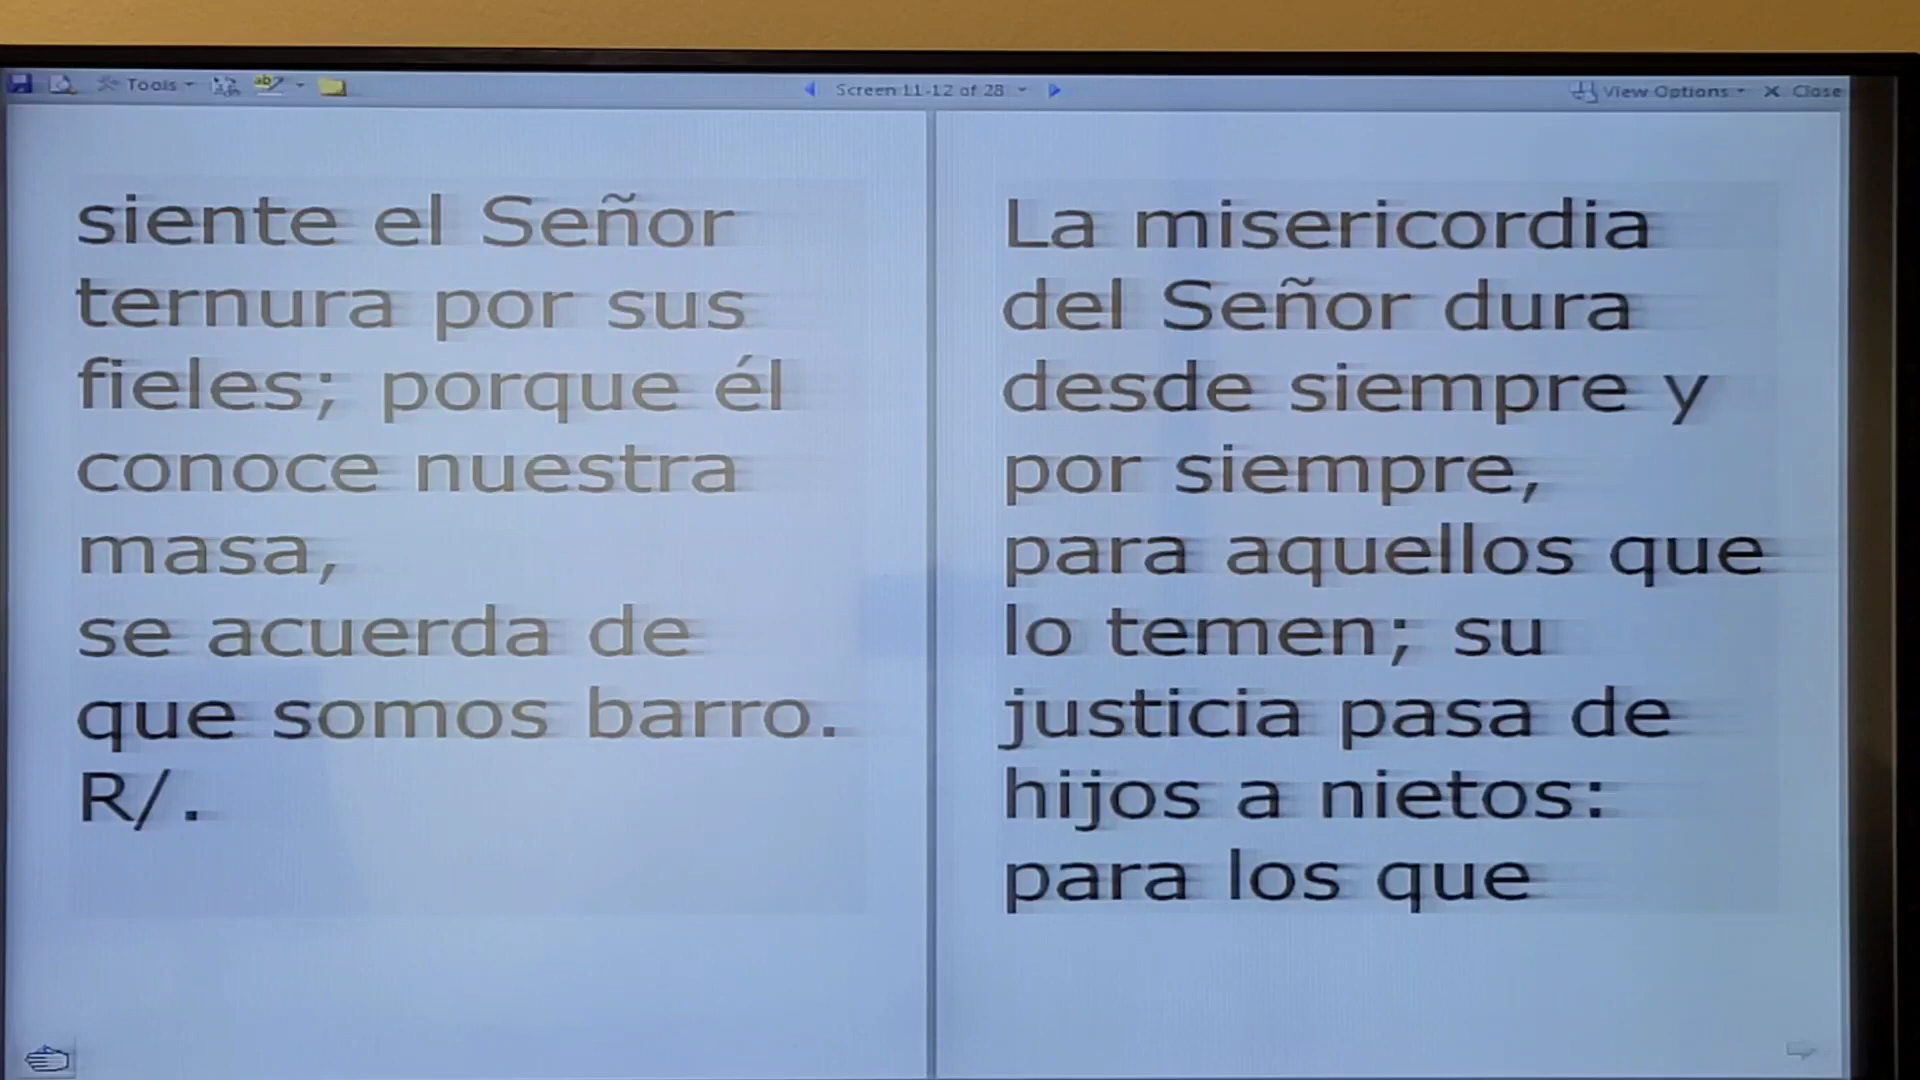 Tools
Screen 11-12 of 28
View Options
Close
siente el Señor
ternura por sus
fieles; porque él
conoce nuestra
masa,
se acuerda de
que somos barro.
R/.
La misericordia
del Señor dura
desde siempre y
por siempre,
para aquellos que
lo temen; su
justicia pasa de
hijos a nietos:
para los que